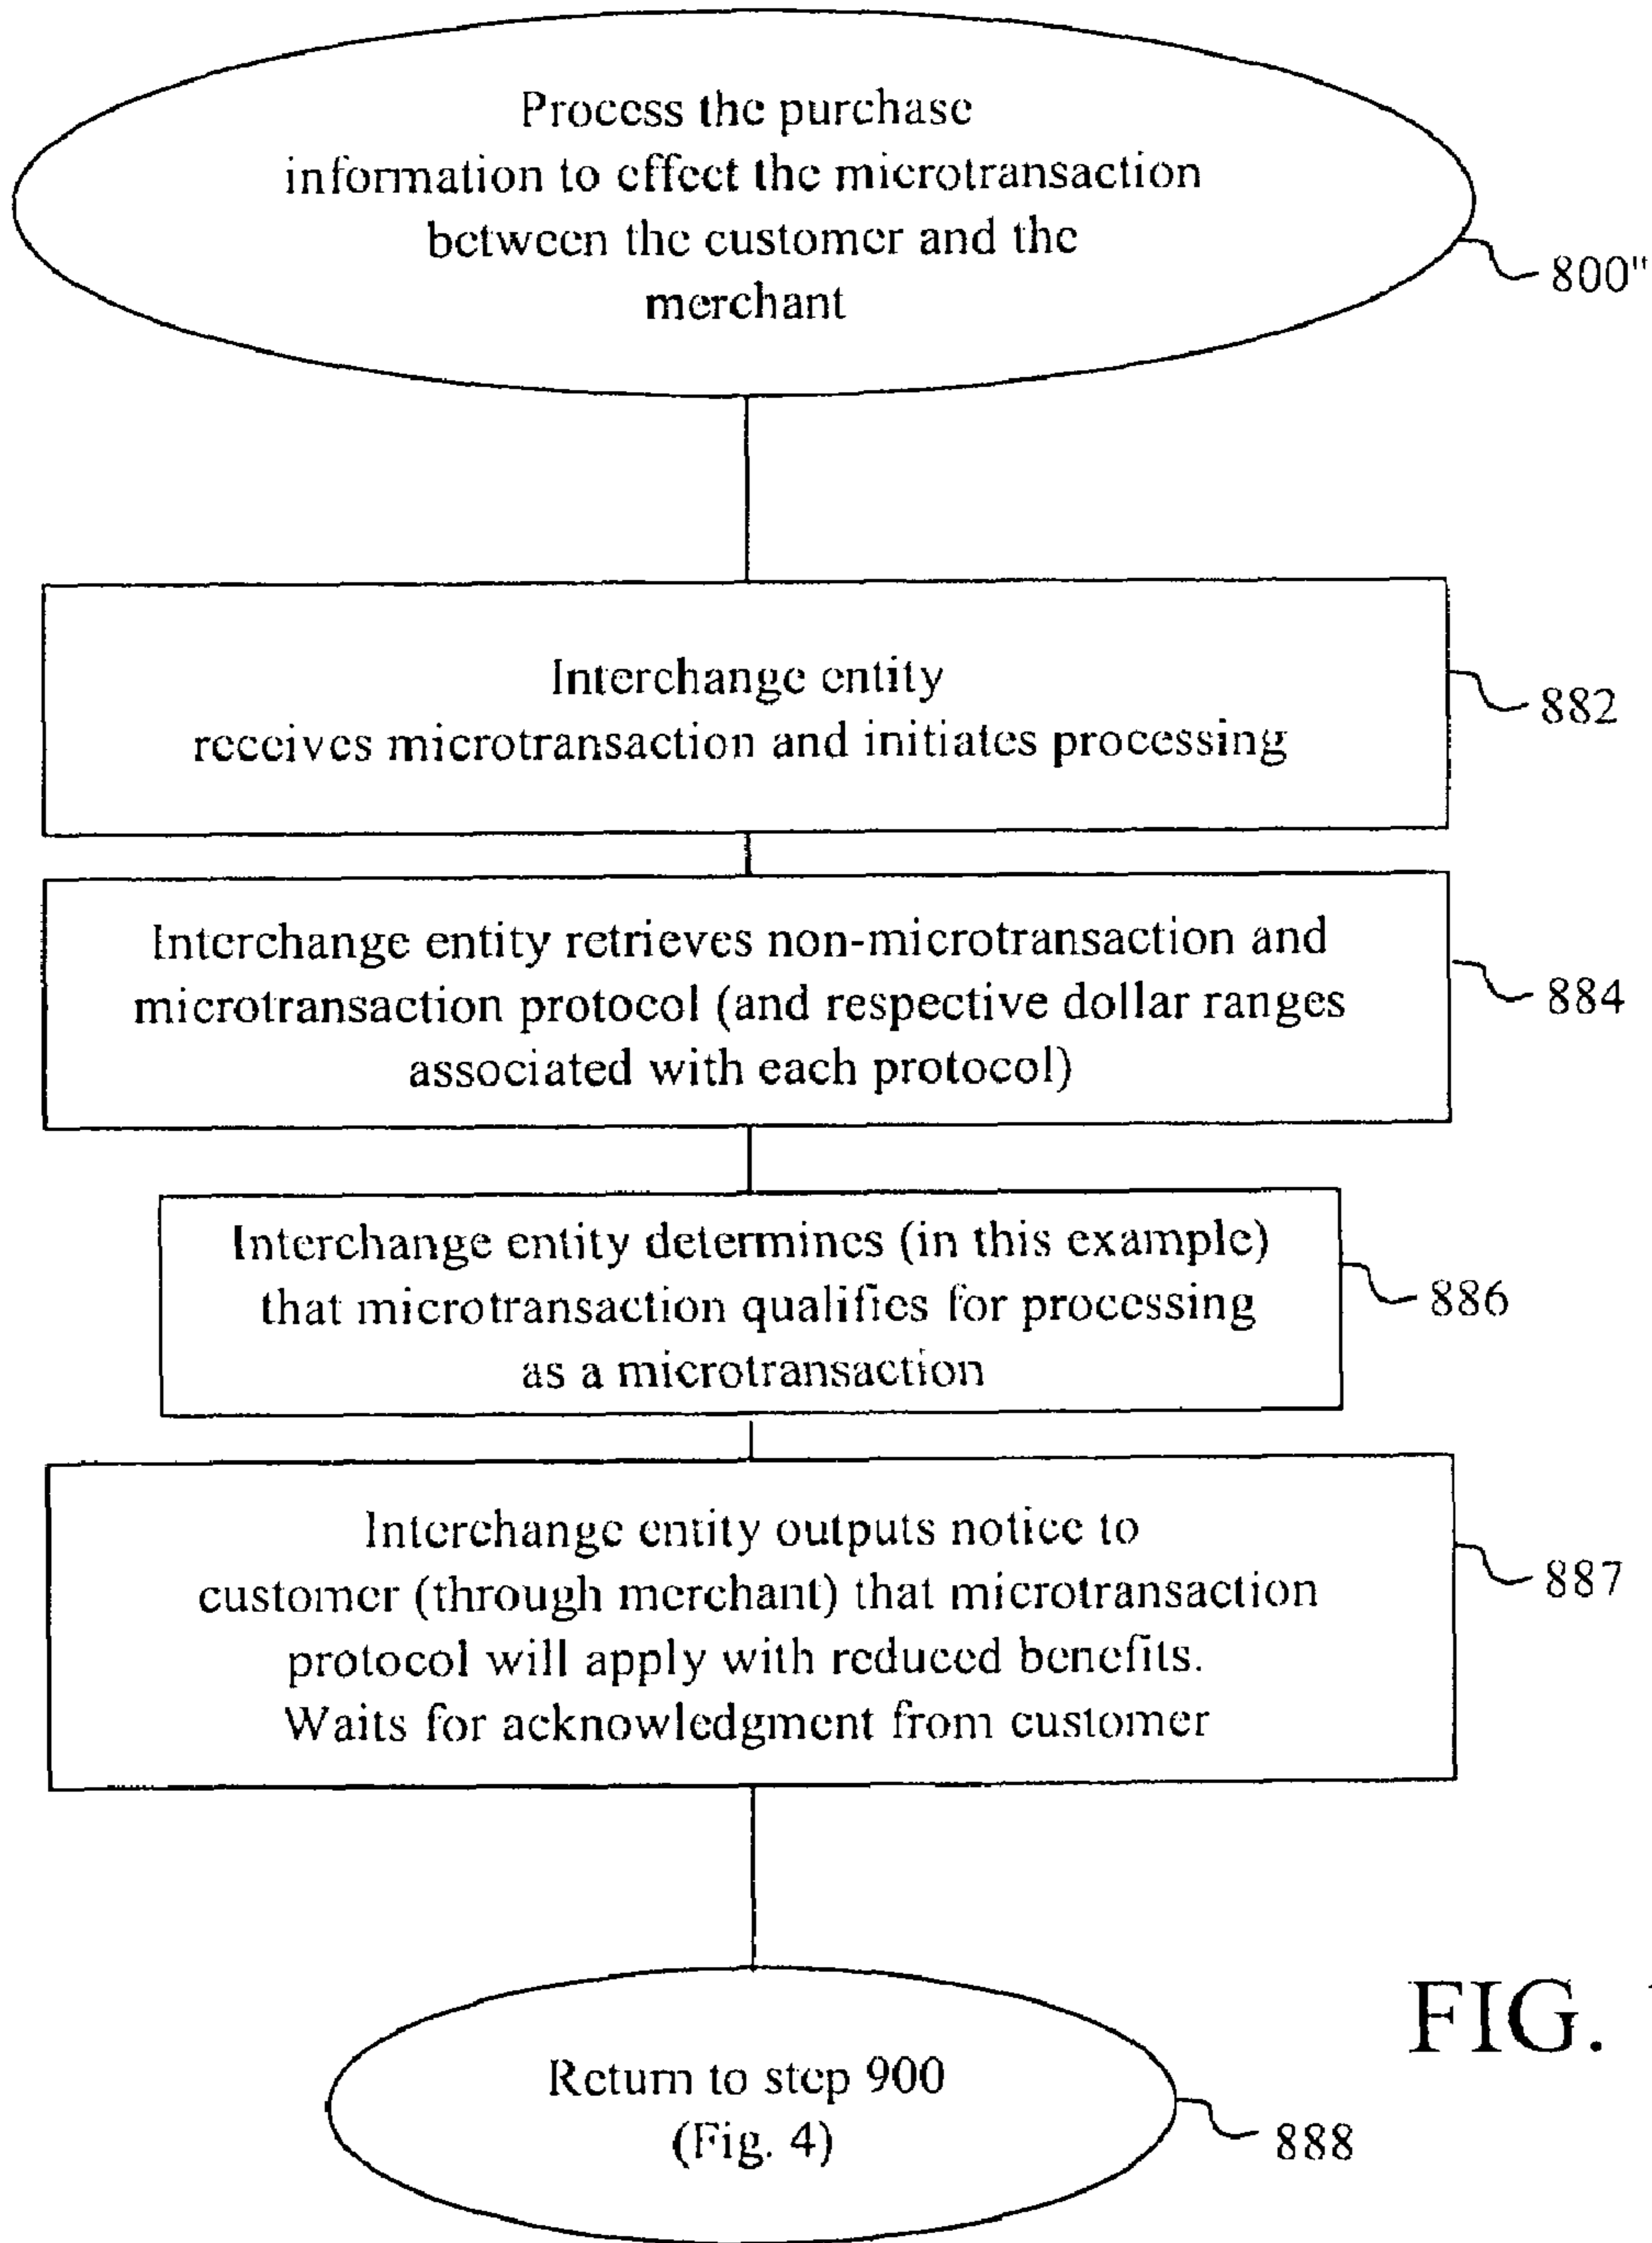 Process the purchase
information to effect the microtransaction
between the customer and the
merchant
800"
Interchange entity
receives microtransaction and initiates processing
882
Interchange entity retrieves non-microtransaction and
microtransaction protocol (and respective dollar ranges
associated with each protocol)
884
Interchange entity determines (in this example)
that microtransaction qualifies for processing
as a microtransaction
886
Interchange entity outputs notice to
customer (through merchant) that microtransaction
protocol will apply with reduced benefits.
Waits for acknowledgment from customer
887
Return to step 900
(Fig. 4)
888
FIG.